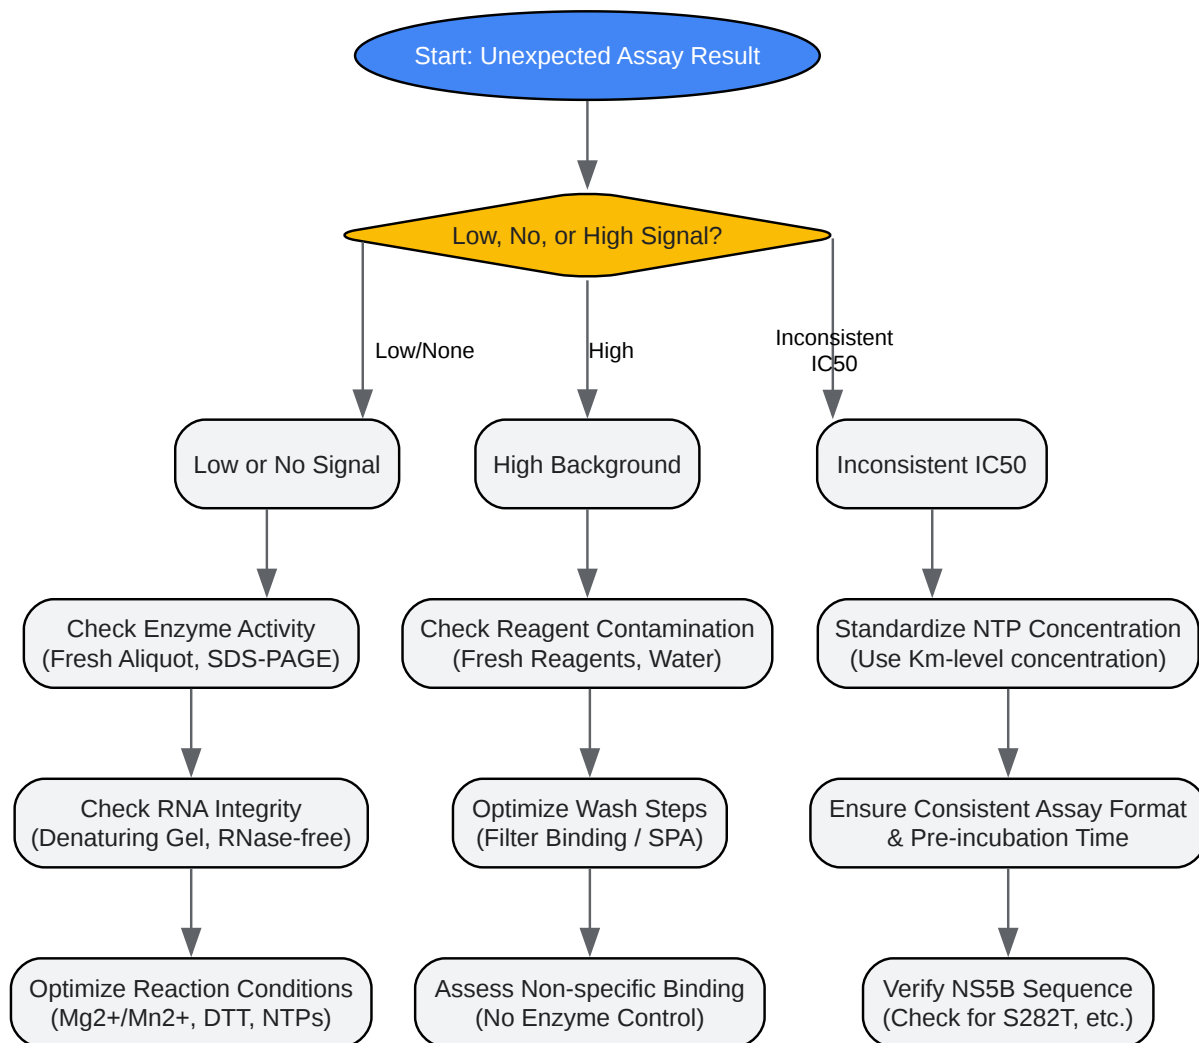 Start: Unexpected Assay Result
Low, No, or High Signal?
Low/None
High
Inconsistent
IC50
Low or No Signal
High Background
Inconsistent IC50
Check Enzyme Activity
(Fresh Aliquot, SDS-PAGE)
Check Reagent Contamination
(Fresh Reagents, Water)
Standardize NTP Concentration
(Use Km-level concentration)
Check RNA Integrity
(Denaturing Gel, RNase-free)
Optimize Wash Steps
(Filter Binding / SPA)
Ensure Consistent Assay Format
& Pre-incubation Time
Optimize Reaction Conditions
(Mg2+/Mn2+, DTT, NTPs)
Assess Non-specific Binding
(No Enzyme Control)
Verify NS5B Sequence
(Check for S282T, etc.)